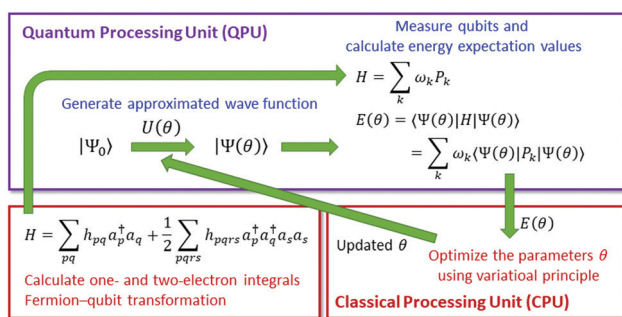 Quantum Processing Unit (QPU)
Measure qubits and
calculate energy expectation values
H = ∑_k ω_k P_k
Generate approximated wave function
U(θ)
|Ψ₀⟩ |Ψ(θ)⟩
E(θ) = ⟨Ψ(θ)|H|Ψ(θ)⟩
= ∑_k ω_k⟨Ψ(θ)|P_k|Ψ(θ)⟩
H = ∑_pq h_pq a_p^† a_q + 1/2 ∑_pqrs h_pqrs a_p^† a_q^† a_s a_s
Calculate one- and two-electron integrals
Fermion–qubit transformation
Updated θ
E(θ)
Optimize the parameters θ
using variatioal principle
Classical Processing Unit (CPU)